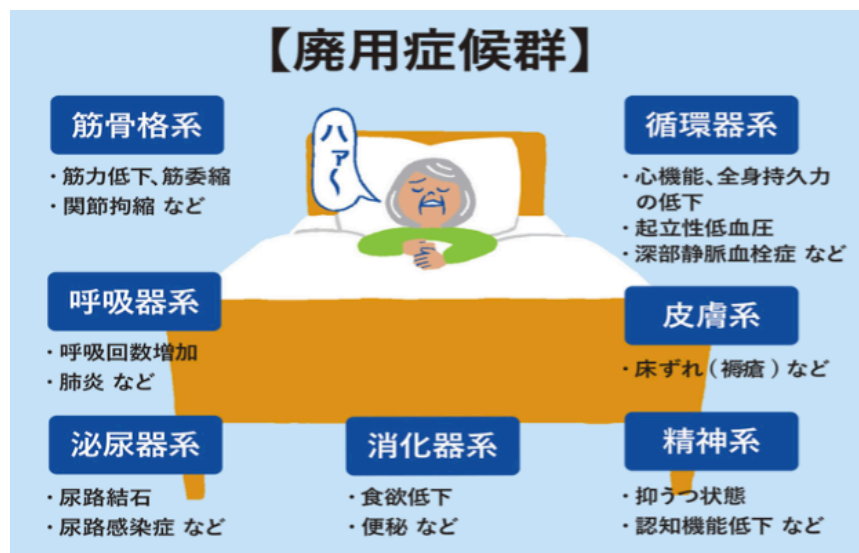 【廃用症候群】
筋骨格系
・筋力低下、筋委縮
・関節拘縮 など
ハァ〜
循環器系
・心機能、全身持久力
の低下
・起立性低血圧
・深部静脈血栓症 など
呼吸器系
・呼吸回数増加
・肺炎 など
皮膚系
・床ずれ（褥瘡）など
泌尿器系
・尿路結石
・尿路感染症 など
消化器系
・食欲低下
・便秘 など
精神系
・抑うつ状態
・認知機能低下 など